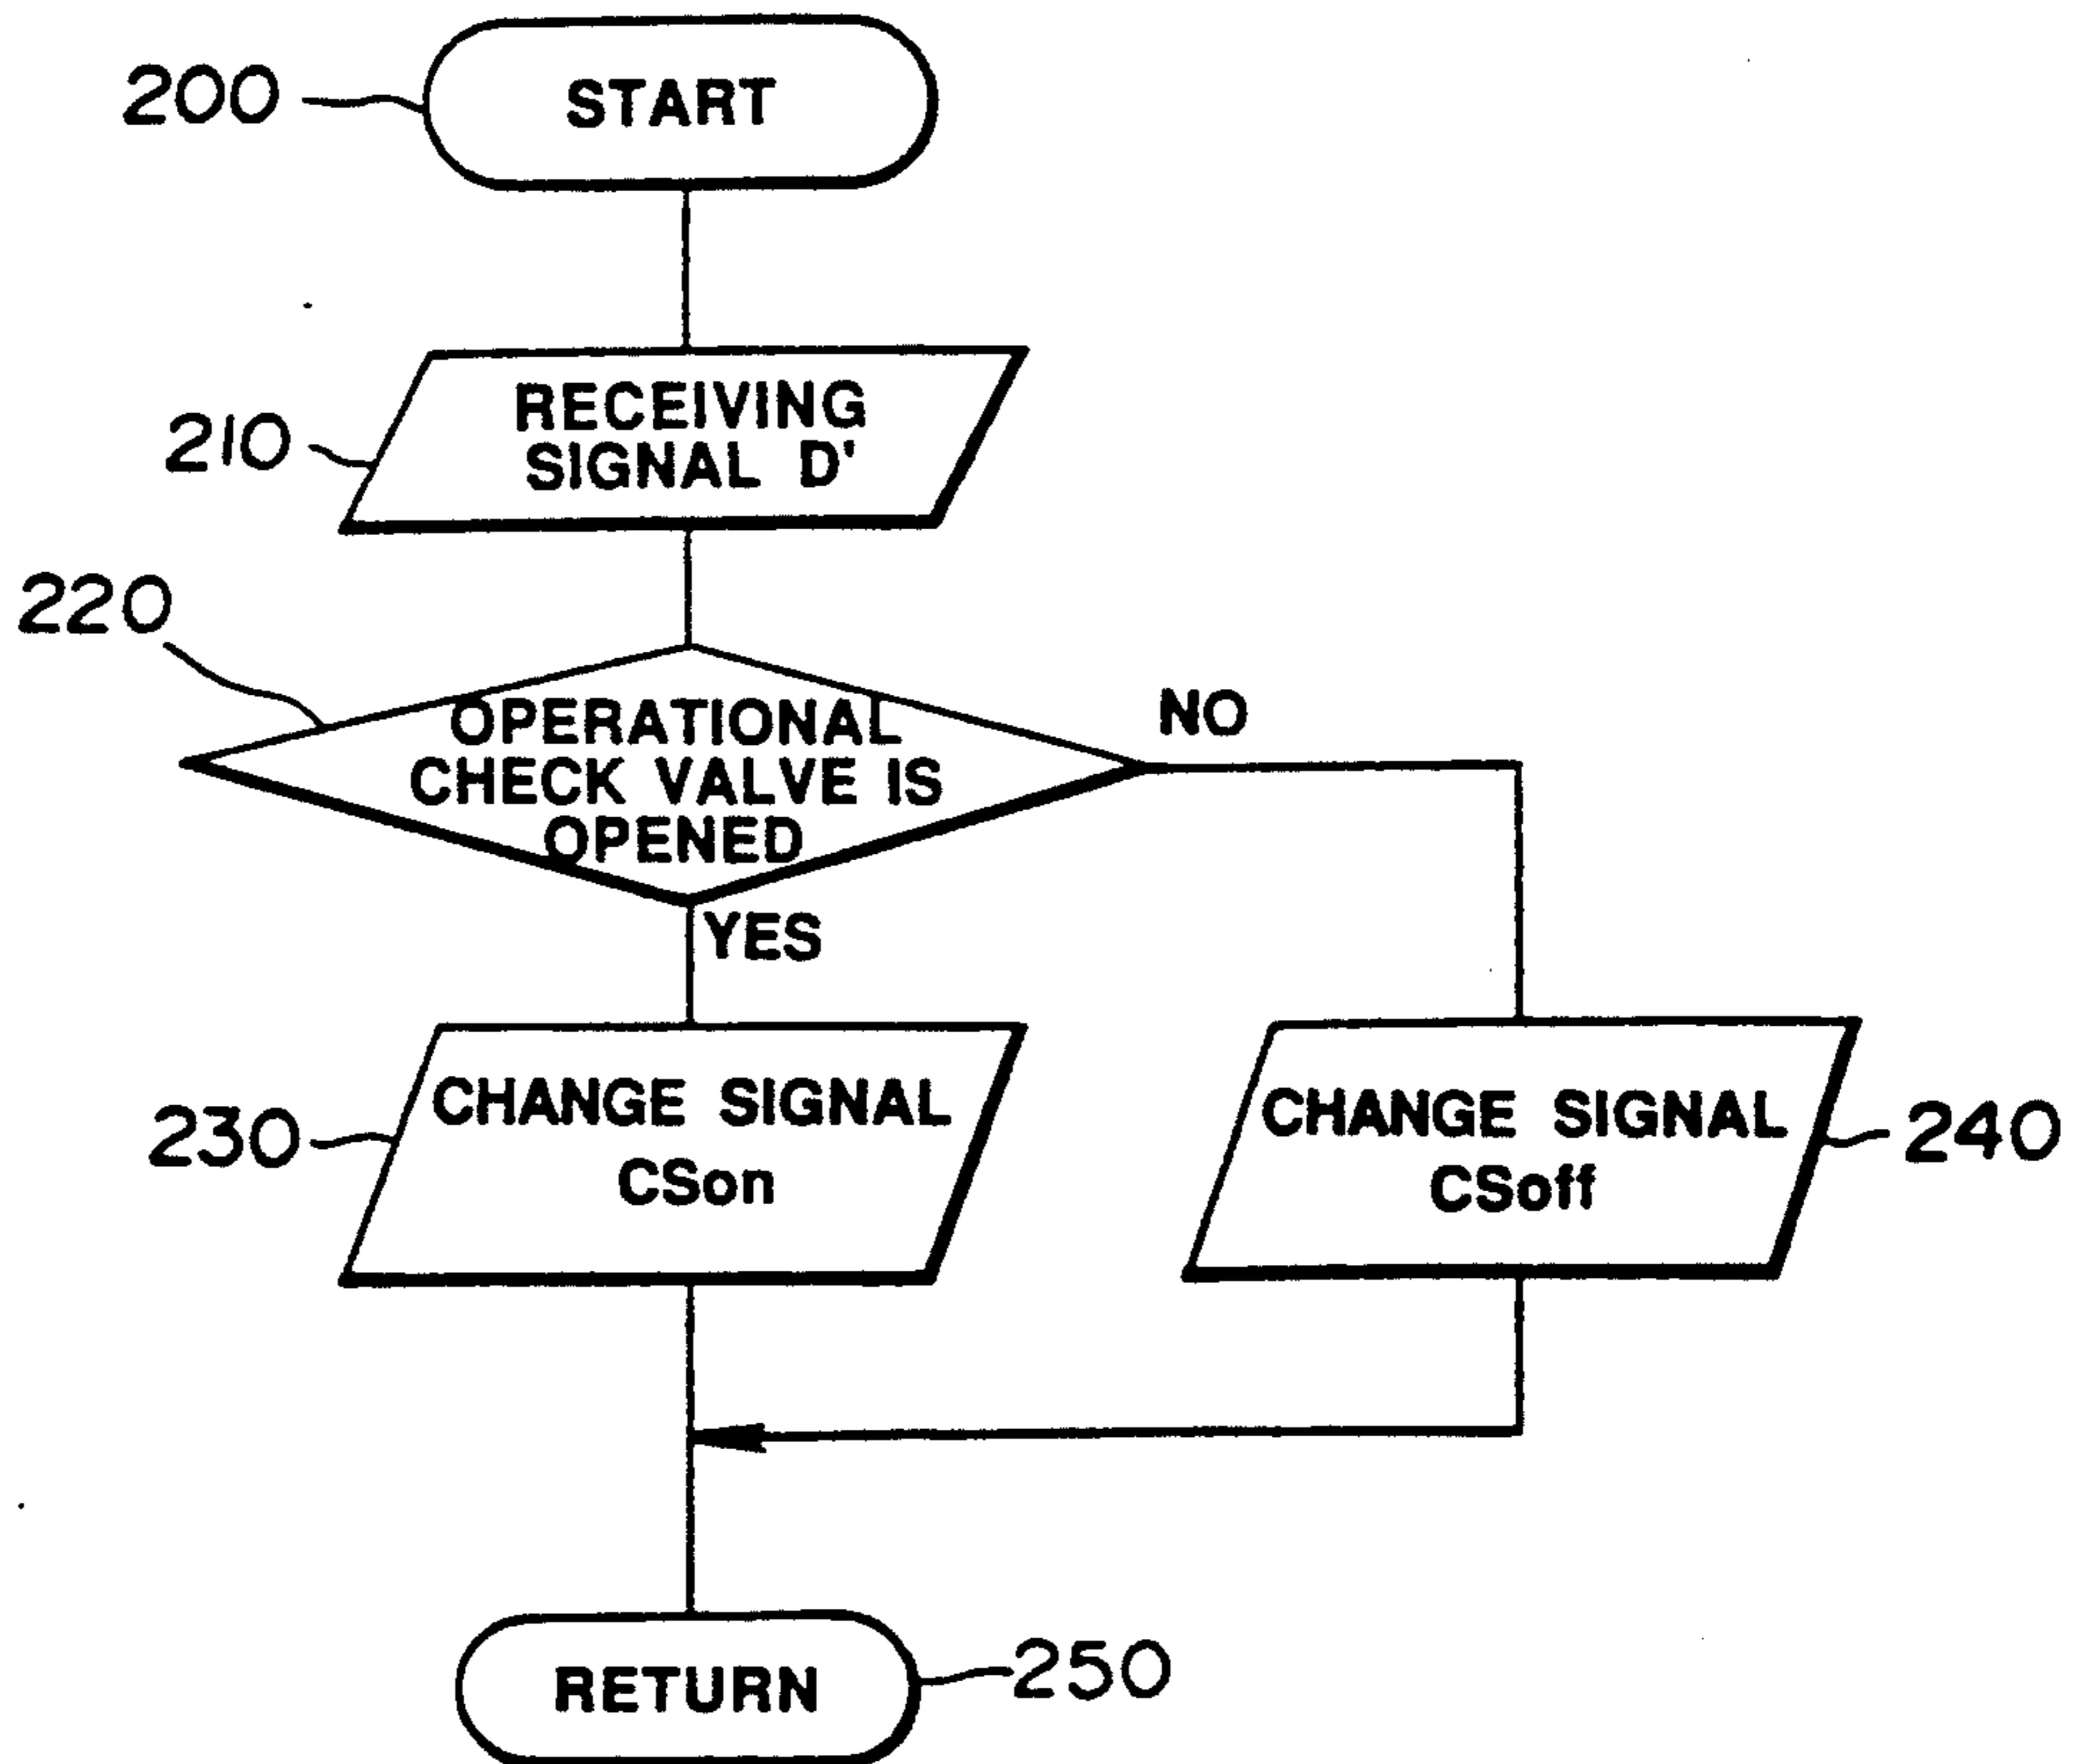 200
START
210
RECEIVING
SIGNAL D'
220
OPERATIONAL
CHECK VALVE IS
OPENED
NO
YES
230
CHANGE SIGNAL
CSon
CHANGE SIGNAL
CSoff
240
RETURN
250